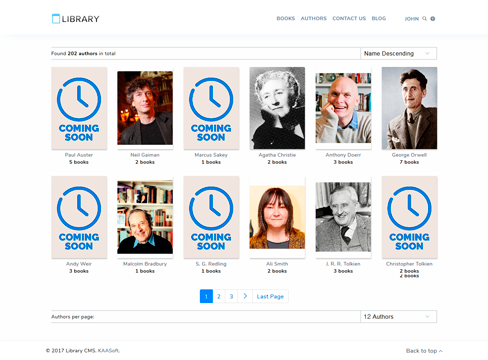 LIBRARY
BOOKS AUTHORS CONTACT US BLOG JOHN
Found 202 authors in total
Name Descending
COMING SOON
COMING SOON
Paul Auster
5 books
Neil Gaiman
2 books
Marcus Sakey
1 books
Agatha Christie
2 books
Anthony Doerr
3 books
George Orwell
7 books
COMING SOON
COMING SOON
COMING SOON
Andy Weir
3 books
Malcolm Bradbury
1 books
S. G. Redling
1 books
Ali Smith
2 books
J. R. R. Tolkien
3 books
Christopher Tolkien
2 books
2 books
1 2 3 Last Page
Authors per page:
12 Authors
© 2017 Library CMS. KAASoft.
Back to top